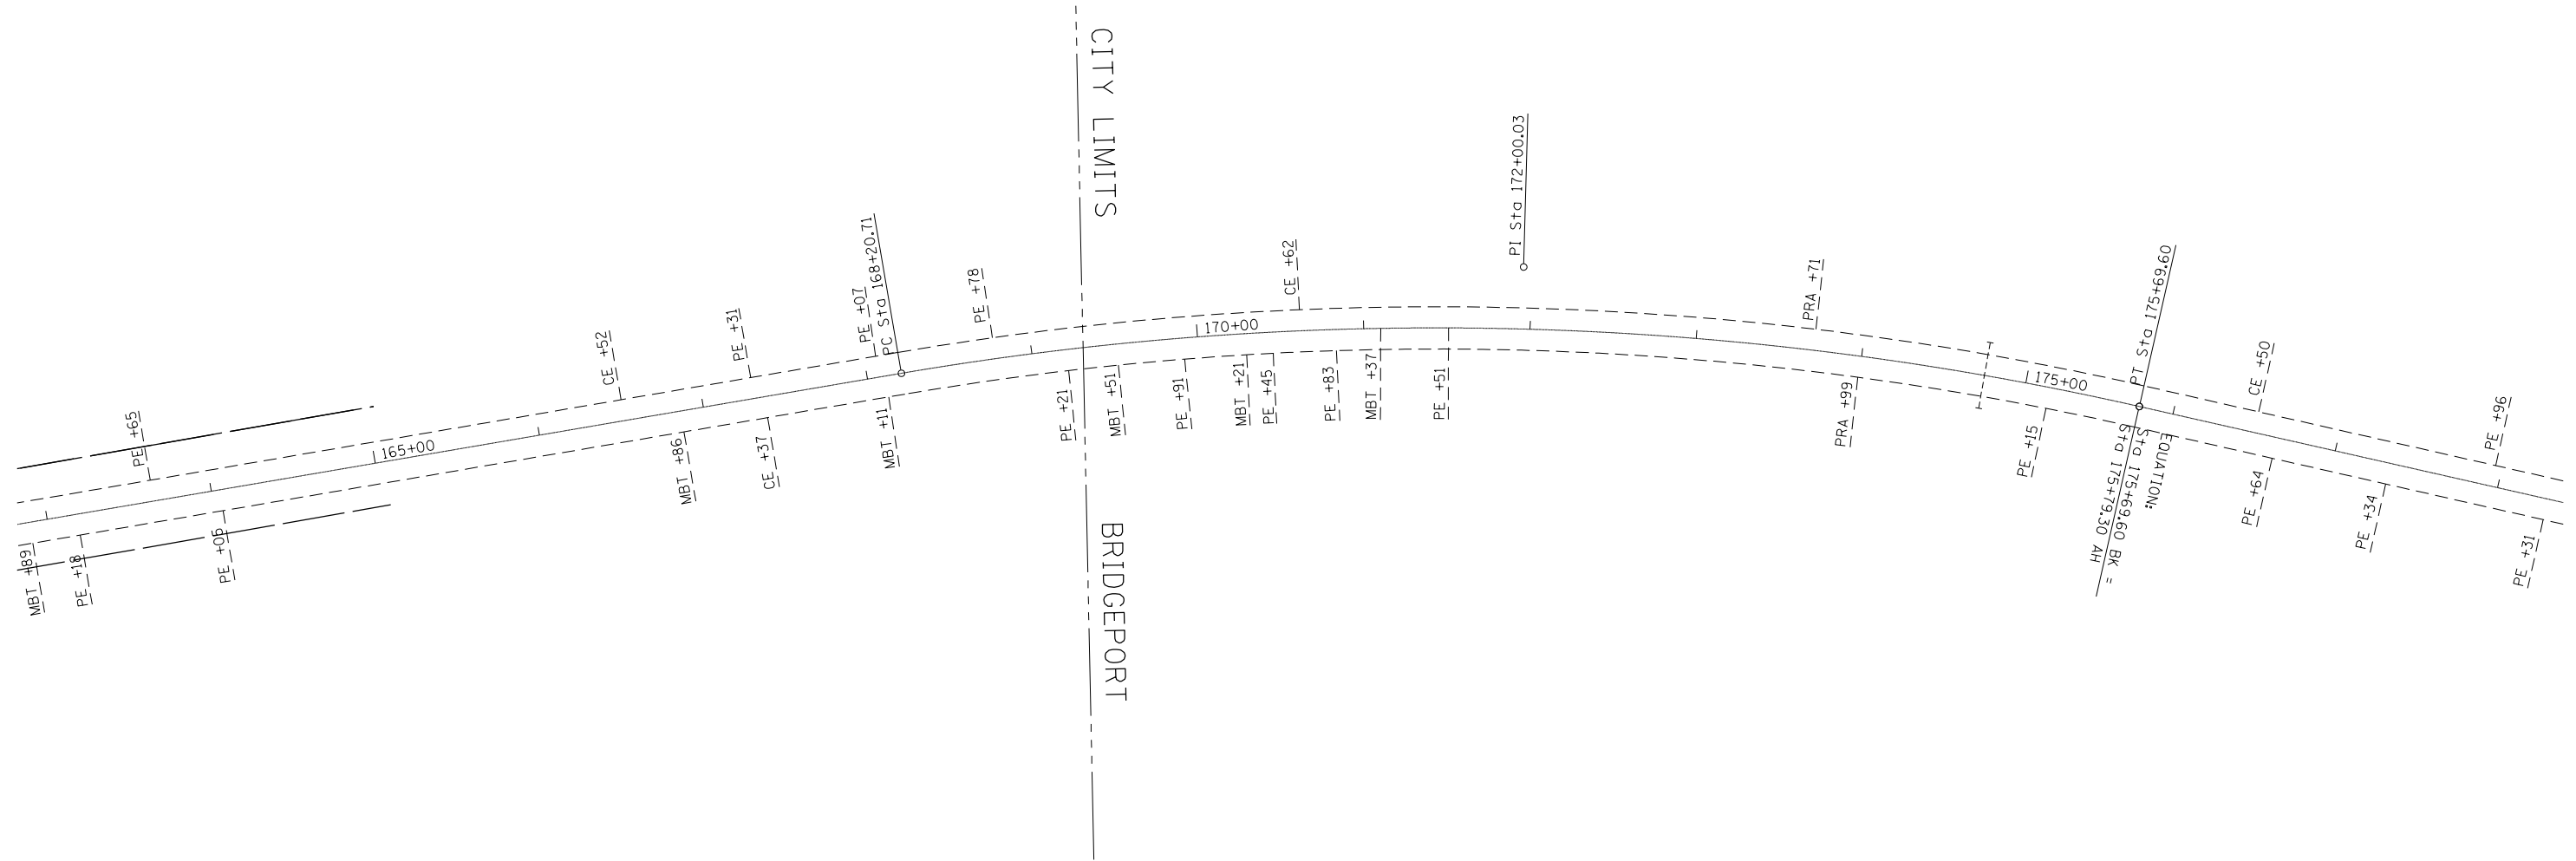 CITY LIMITS
BRIDGEPORT
PE +65
CE +52
PE +31
PE +07
PC Sta 168+20.71
PE +78
CE +62
PI Sta 172+00.03
PRA +71
PT Sta 175+69.60
CE +50
PE +96
165+00
170+00
175+00
MBT +89
PE +18
PE +06
MBT +86
CE +37
MBT +11
PE +21
MBT +51
PE +91
MBT +21
PE +45
PE +83
MBT +37
PE +51
PRA +99
PE +15
EQUATION:
Sta 175+69.60 BK =
Sta 175+79.30 AH
PE +64
PE +34
PE +31